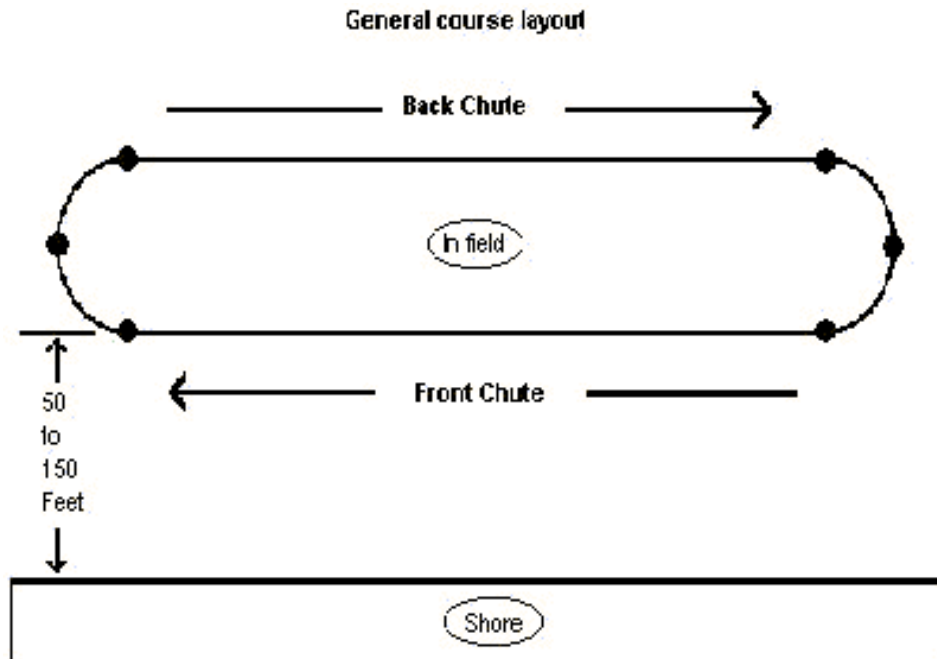 General course layout
Back Chute
In field
Front Chute
50
to
150
Feet
Shore